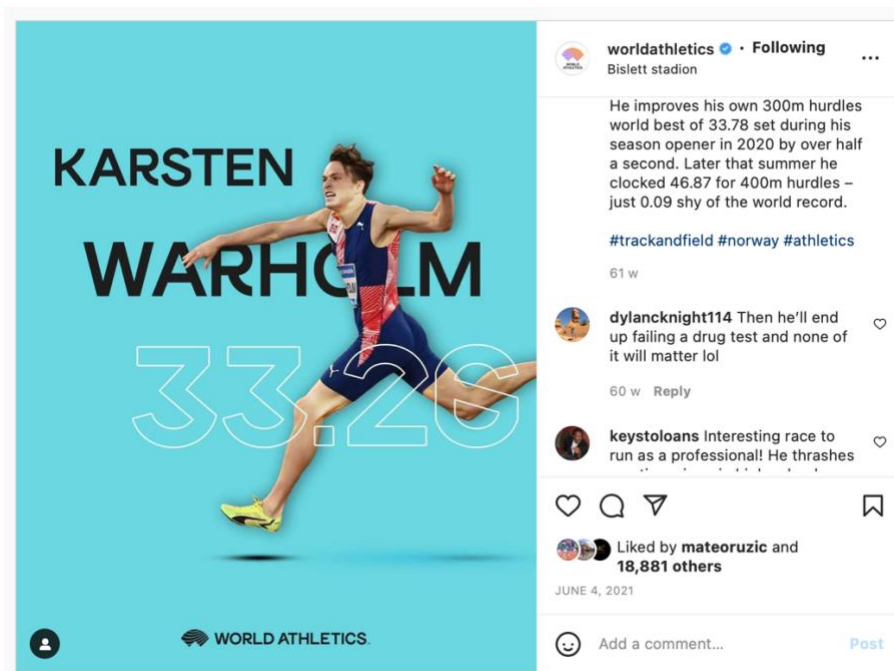 KARSTEN
WARHOLM
33.26
WORLD ATHLETICS
worldathletics • Following
Bislett stadion
He improves his own 300m hurdles
world best of 33.78 set during his
season opener in 2020 by over half
a second. Later that summer he
clocked 46.87 for 400m hurdles –
just 0.09 shy of the world record.
#trackandfield #norway #athletics
61 w
dylancknight114 Then he'll end
up failing a drug test and none of
it will matter lol
60 w Reply
keystoloans Interesting race to
run as a professional! He thrashes
Liked by mateoruzic and
18,881 others
JUNE 4, 2021
Add a comment... Post